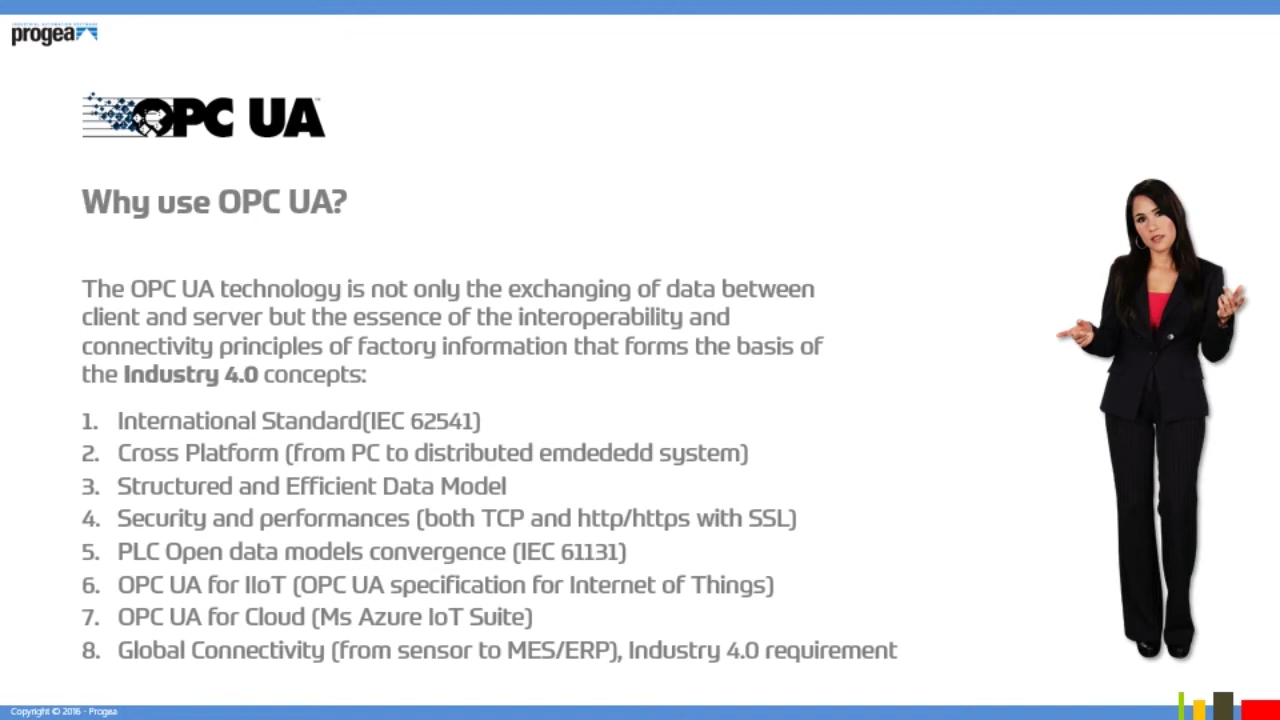 INDUSTRIAL AUTOMATION SOFTWARE
progea
OPC UA™
Why use OPC UA?
The OPC UA technology is not only the exchanging of data between
client and server but the essence of the interoperability and
connectivity principles of factory information that forms the basis of
the Industry 4.0 concepts:
1. International Standard(IEC 62541)
2. Cross Platform (from PC to distributed emdededd system)
3. Structured and Efficient Data Model
4. Security and performances (both TCP and http/https with SSL)
5. PLC Open data models convergence (IEC 61131)
6. OPC UA for IIoT (OPC UA specification for Internet of Things)
7. OPC UA for Cloud (Ms Azure IoT Suite)
8. Global Connectivity (from sensor to MES/ERP), Industry 4.0 requirement
Copyright © 2016 - Progea